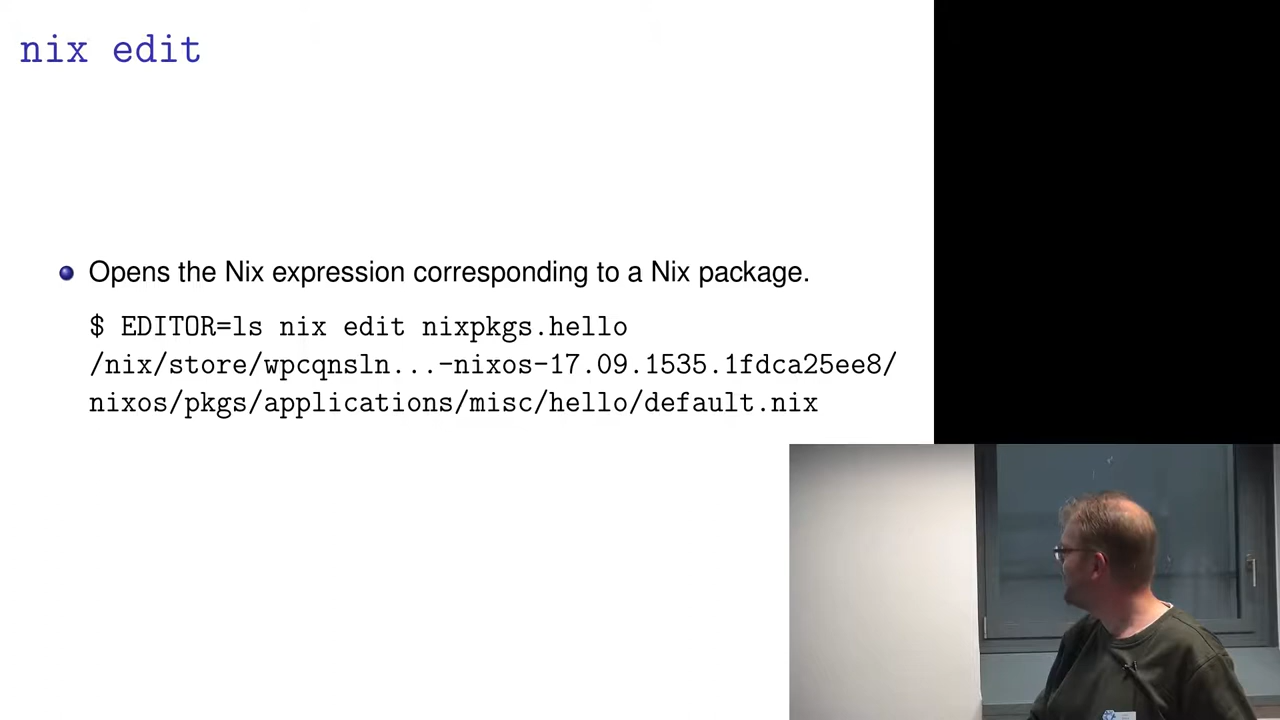 nix edit
Opens the Nix expression corresponding to a Nix package.
$ EDITOR=ls nix edit nixpkgs.hello
/nix/store/wpcqnsln...-nixos-17.09.1535.1fdca25ee8/
nixos/pkgs/applications/misc/hello/default.nix